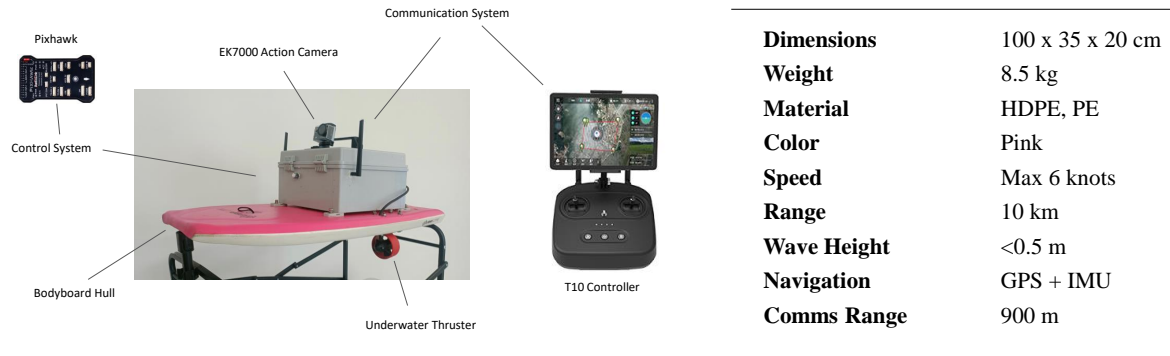 Communication System
Pixhawk
EK7000 Action Camera
Control System
Bodyboard Hull
Underwater Thruster
T10 Controller
Dimensions 100 x 35 x 20 cm
Weight 8.5 kg
Material HDPE, PE
Color Pink
Speed Max 6 knots
Range 10 km
Wave Height <0.5 m
Navigation GPS + IMU
Comms Range 900 m